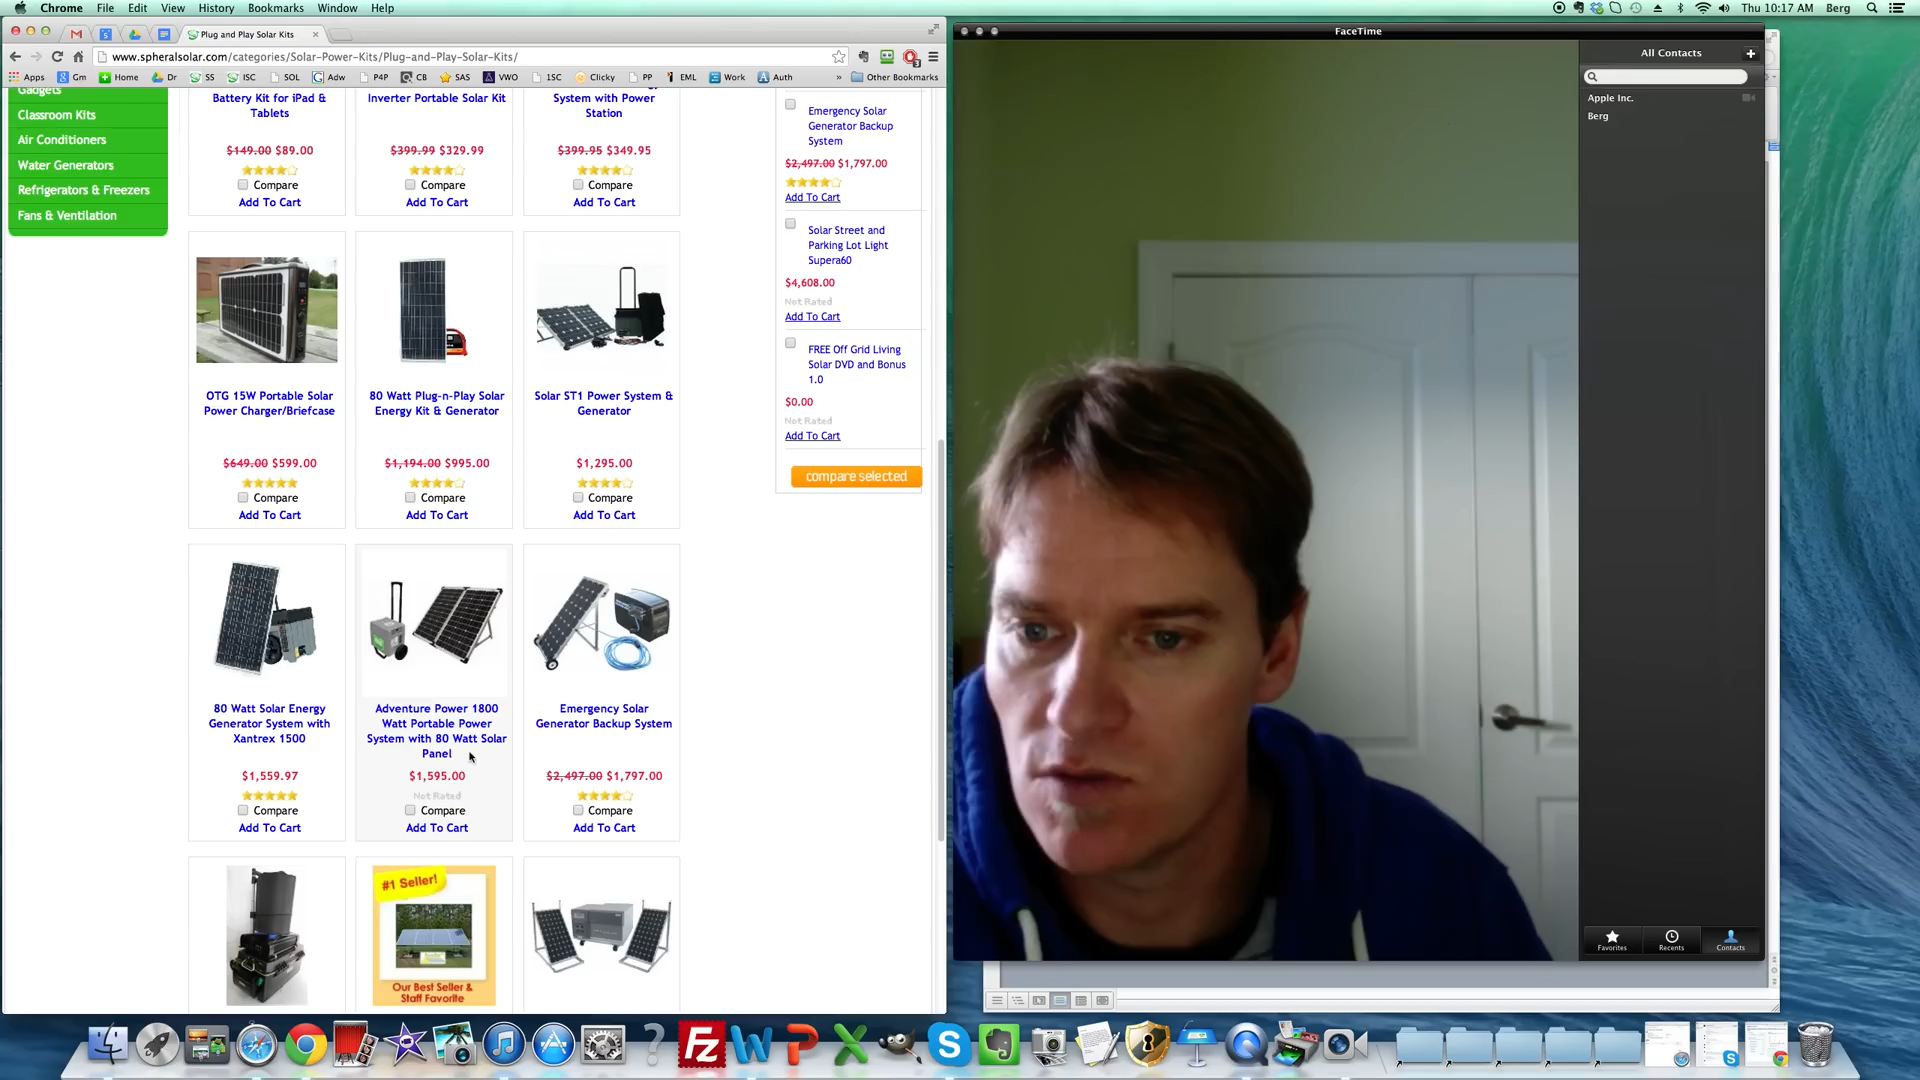 Chrome File Edit View History Bookmarks Window Help
Thu 10:17 AM Berg
Plug and Play Solar Kits
www.spheralsolar.com/categories/Solar-Power-Kits/Plug-and-Play-Solar-Kits/
Apps Gm Home Dr SS ISC SOL Adw P4P CB SAS VWO 1SC Clicky PP EML Work Auth » Other Bookmarks
Gadgets
Classroom Kits
Air Conditioners
Water Generators
Refrigerators & Freezers
Fans & Ventilation
Battery Kit for iPad &
Tablets
$149.00 $89.00
Compare
Add To Cart
Inverter Portable Solar Kit
$399.99 $329.99
Compare
Add To Cart
System with Power
Station
$399.95 $349.95
Compare
Add To Cart
OTG 15W Portable Solar
Power Charger/Briefcase
$649.00 $599.00
Compare
Add To Cart
80 Watt Plug-n-Play Solar
Energy Kit & Generator
$1,194.00 $995.00
Compare
Add To Cart
Solar ST1 Power System &
Generator
$1,295.00
Compare
Add To Cart
80 Watt Solar Energy
Generator System with
Xantrex 1500
$1,559.97
Compare
Add To Cart
Adventure Power 1800
Watt Portable Power
System with 80 Watt Solar
Panel
$1,595.00
Not Rated
Compare
Add To Cart
Emergency Solar
Generator Backup System
$2,497.00 $1,797.00
Compare
Add To Cart
#1 Seller!
Our Best Seller &
Staff Favorite
Emergency Solar
Generator Backup
System
$2,497.00 $1,797.00
Add To Cart
Solar Street and
Parking Lot Light
Supera60
$4,608.00
Not Rated
Add To Cart
FREE Off Grid Living
Solar DVD and Bonus
1.0
$0.00
Not Rated
Add To Cart
compare selected
FaceTime
All Contacts
Apple Inc.
Berg
Favorites Recents Contacts